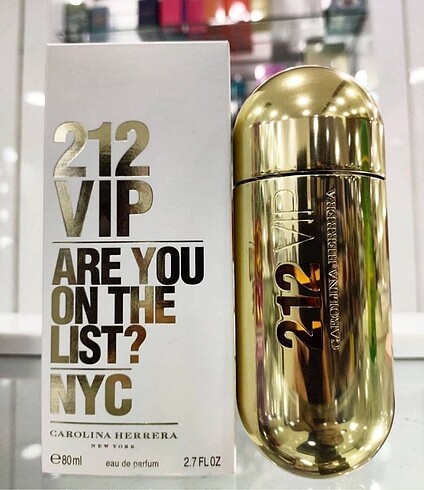 212
VIP
ARE YOU
ON THE
LIST?
NYC
CAROLINA HERRERA
NEW YORK
℮80ml eau de parfum 2.7 FL OZ
212 VIP
CAROLINA HERRERA